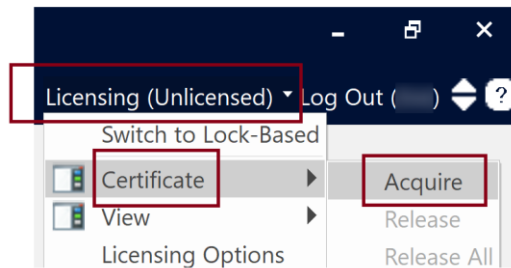 Licensing (Unlicensed) Log Out ( ) ?
Switch to Lock-Based
Certificate Acquire
View Release
Licensing Options Release All